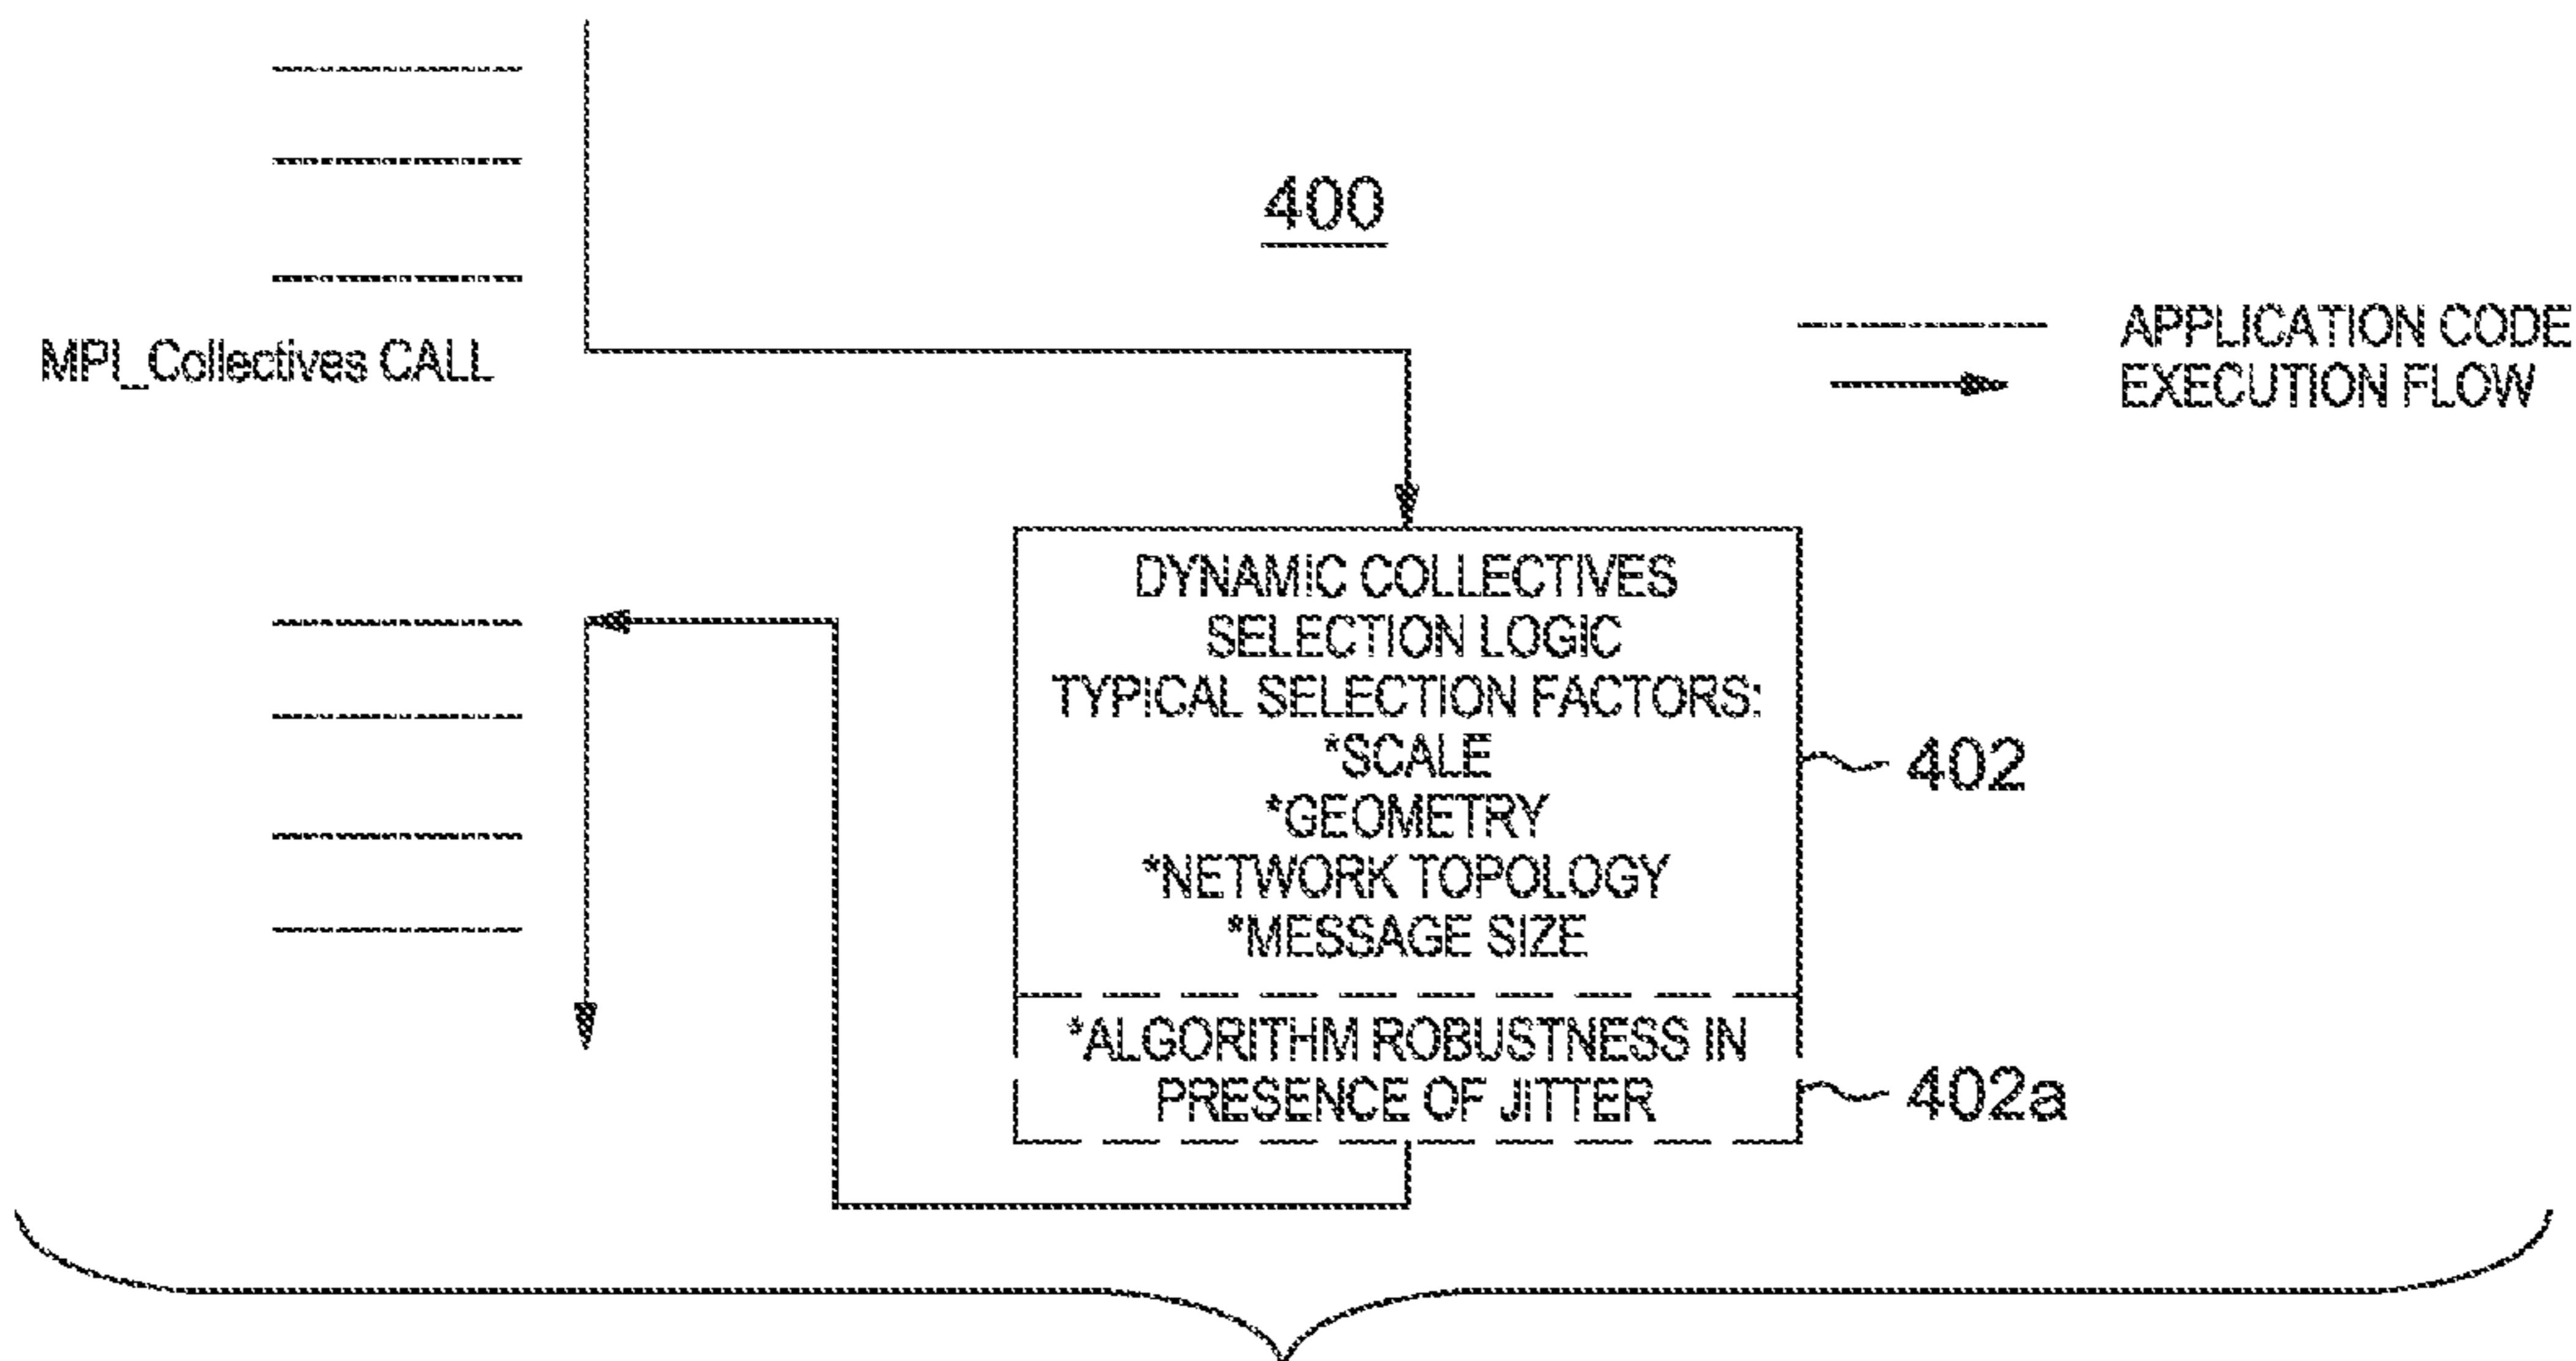 400
MPI_Collectives CALL
APPLICATION CODE
EXECUTION FLOW
DYNAMIC COLLECTIVES
SELECTION LOGIC
TYPICAL SELECTION FACTORS:
*SCALE
*GEOMETRY
*NETWORK TOPOLOGY
*MESSAGE SIZE
402
*ALGORITHM ROBUSTNESS IN
PRESENCE OF JITTER
402a